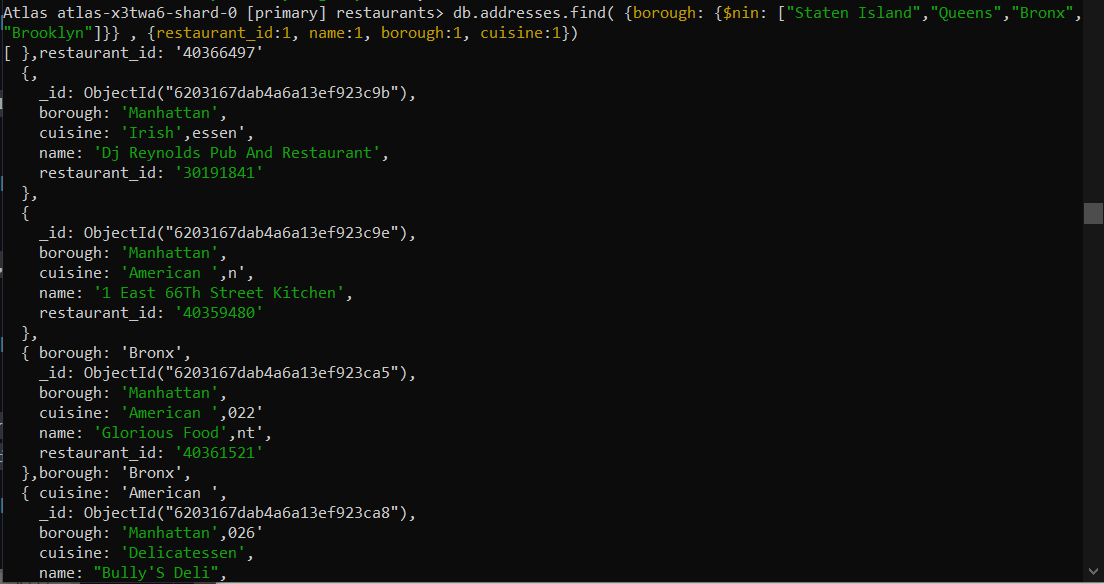 Atlas atlas-x3twa6-shard-0 [primary] restaurants> db.addresses.find( {borough: {$nin: ["Staten Island","Queens","Bronx",
"Brooklyn"]}} , {restaurant_id:1, name:1, borough:1, cuisine:1})
[ },restaurant_id: '40366497'
  {,
    _id: ObjectId("6203167dab4a6a13ef923c9b"),
    borough: 'Manhattan',
    cuisine: 'Irish',essen',
    name: 'Dj Reynolds Pub And Restaurant',
    restaurant_id: '30191841'
  },
  {
    _id: ObjectId("6203167dab4a6a13ef923c9e"),
    borough: 'Manhattan',
    cuisine: 'American ',n',
    name: '1 East 66Th Street Kitchen',
    restaurant_id: '40359480'
  },
  { borough: 'Bronx',
    _id: ObjectId("6203167dab4a6a13ef923ca5"),
    borough: 'Manhattan',
    cuisine: 'American ',022'
    name: 'Glorious Food',nt',
    restaurant_id: '40361521'
  },borough: 'Bronx',
  { cuisine: 'American ',
    _id: ObjectId("6203167dab4a6a13ef923ca8"),
    borough: 'Manhattan',026'
    cuisine: 'Delicatessen',
    name: "Bully'S Deli",